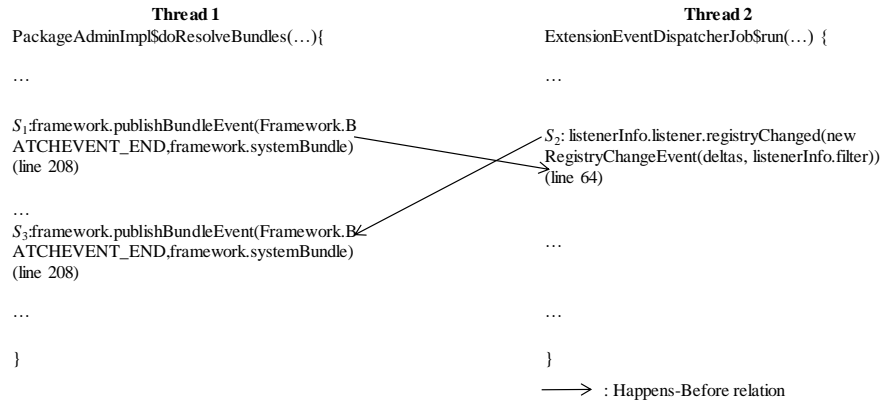 Thread 1
PackageAdminImpl$doResolveBundles(…){
…
S1:framework.publishBundleEvent(Framework.B
ATCHEVENT_END,framework.systemBundle)
(line 208)
…
S3:framework.publishBundleEvent(Framework.B
ATCHEVENT_END,framework.systemBundle)
(line 208)
…
}
Thread 2
ExtensionEventDispatcherJob$run(…) {
…
S2: listenerInfo.listener.registryChanged(new
RegistryChangeEvent(deltas, listenerInfo.filter))
(line 64)
…
…
}
: Happens-Before relation